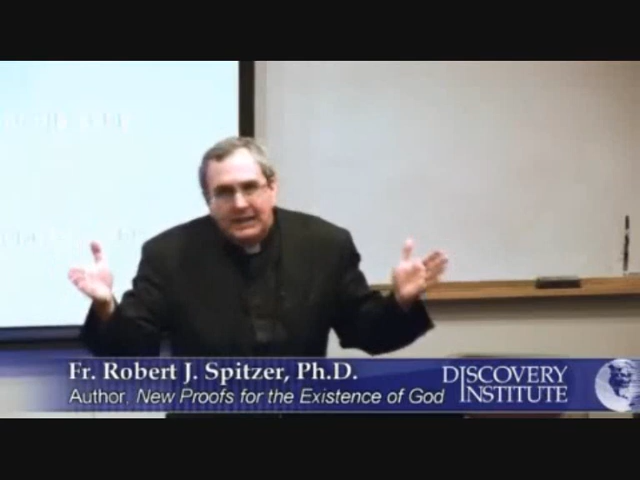 Fr. Robert J. Spitzer, Ph.D.
Author, New Proofs for the Existence of God
DISCOVERY
INSTITUTE